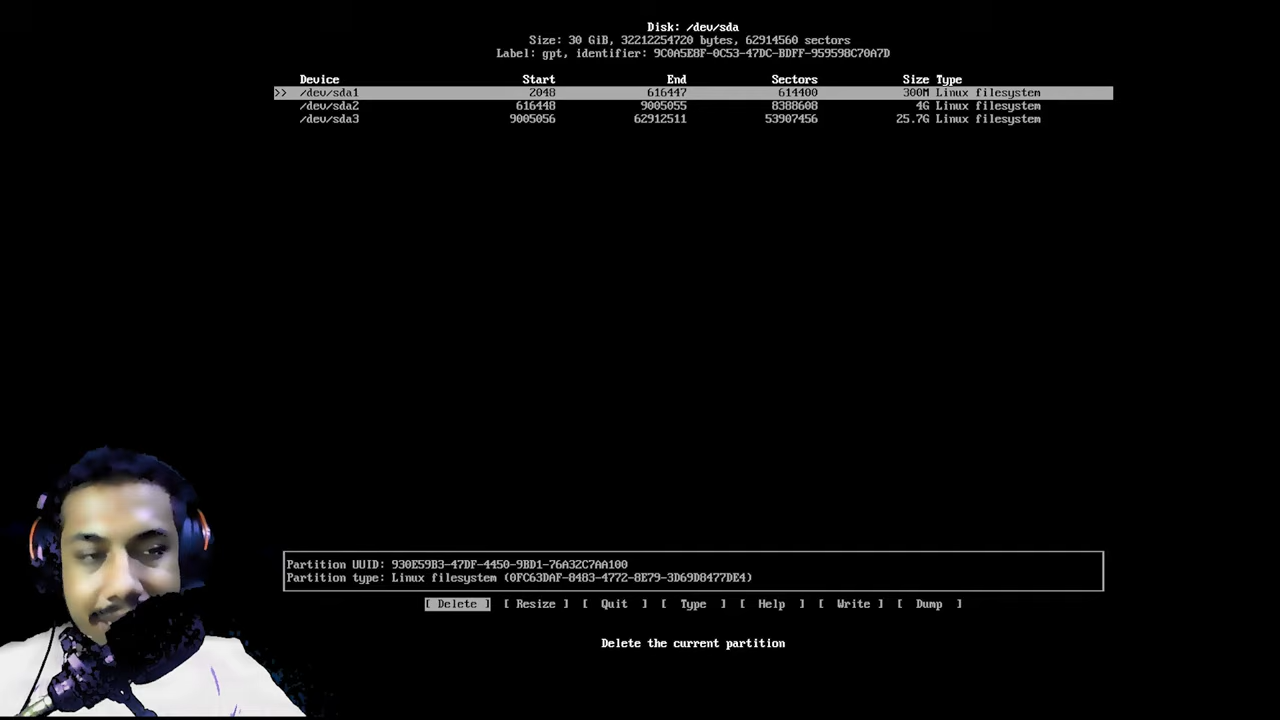 Disk: /dev/sda
Size: 30 GiB, 32212254720 bytes, 62914560 sectors
Label: gpt, identifier: 9C0A5E8F-0C53-47DC-BDFF-959598C70A7D
Device Start End Sectors Size Type
>> /dev/sda1 2048 616447 614400 300M Linux filesystem
/dev/sda2 616448 9005055 8388608 4G Linux filesystem
/dev/sda3 9005056 62912511 53907456 25.7G Linux filesystem
Partition UUID: 930E59B3-47DF-4450-9BD1-76A32C7AA100
Partition type: Linux filesystem (0FC63DAF-8483-4772-8E79-3D69D8477DE4)
[ Delete ] [ Resize ] [ Quit ] [ Type ] [ Help ] [ Write ] [ Dump ]
Delete the current partition